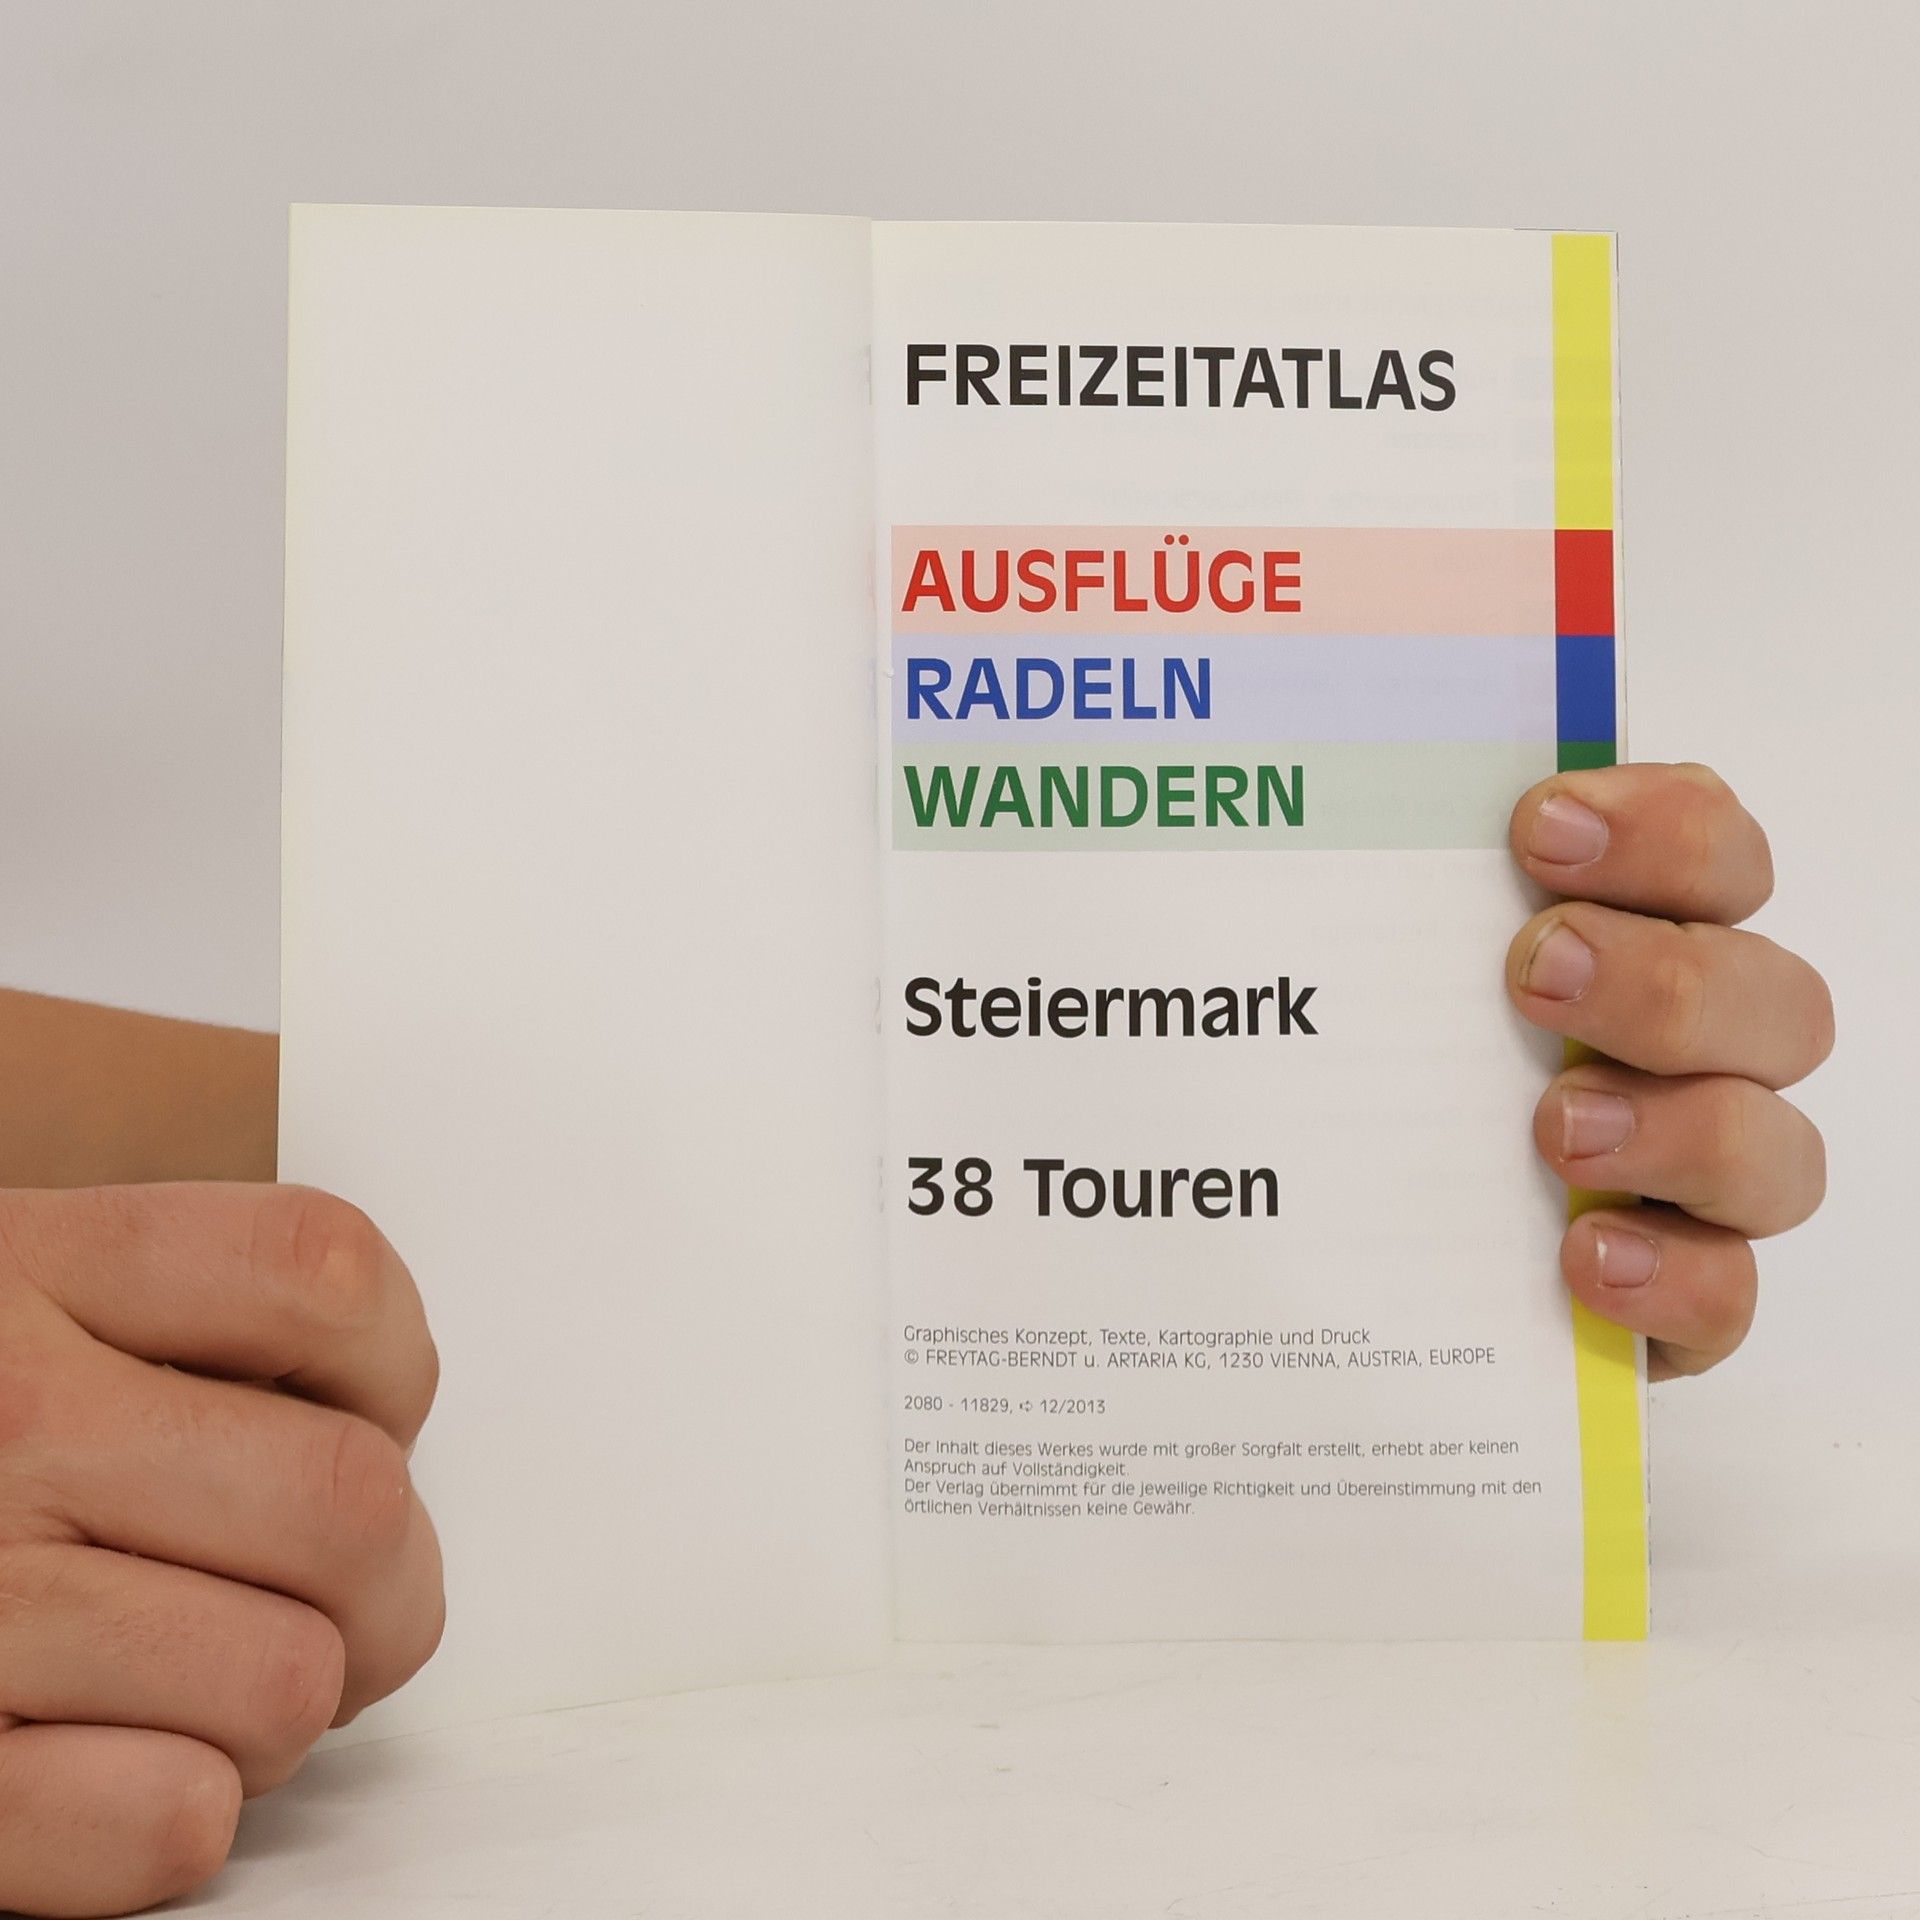 FREIZEITATLAS
AUSFLÜGE
RADELN
WANDERN
Steiermark
38 Touren
Graphisches Konzept, Texte, Kartographie und Druck
© FREYTAG-BERNDT u. ARTARIA KG, 1230 VIENNA, AUSTRIA, EUROPE
2080 - 11829, ➪ 12/2013
Der Inhalt dieses Werkes wurde mit großer Sorgfalt erstellt, erhebt aber keinen
Anspruch auf Vollständigkeit.
Der Verlag übernimmt für die jeweilige Richtigkeit und Übereinstimmung mit den
örtlichen Verhältnissen keine Gewähr.